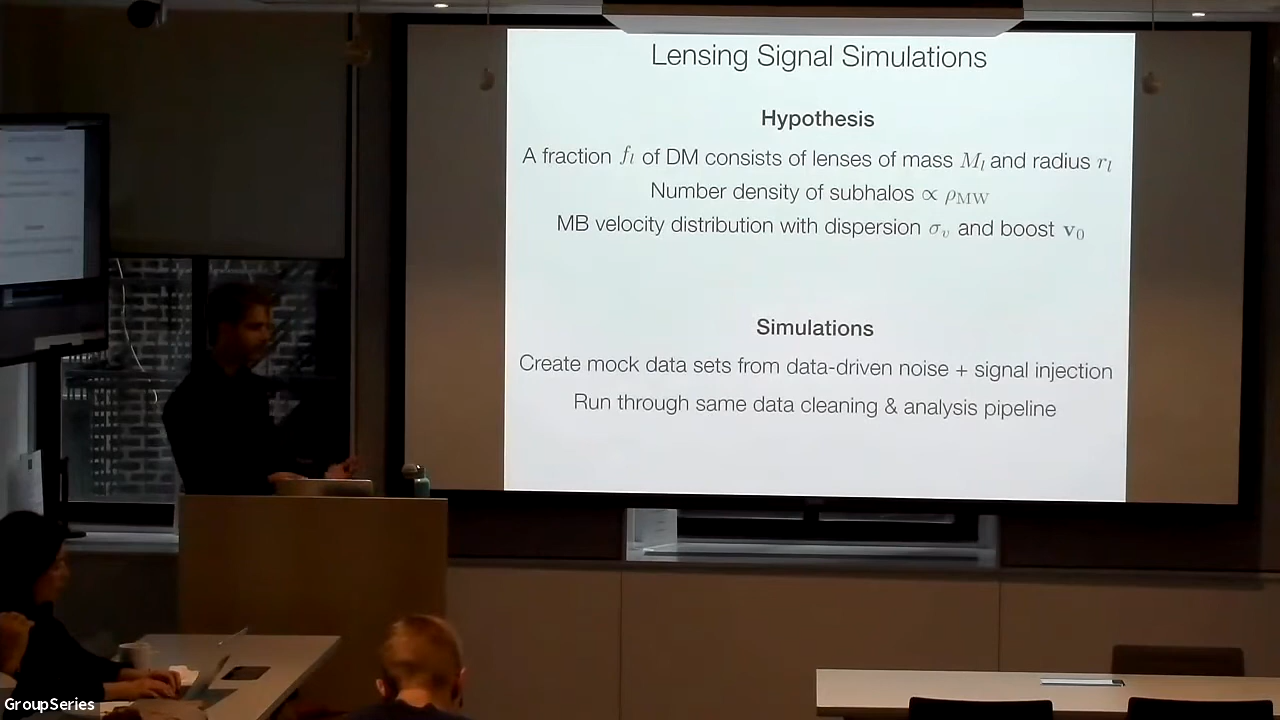 Lensing Signal Simulations
Hypothesis
A fraction f_l of DM consists of lenses of mass M_l and radius r_l
Number density of subhalos ∝ ρ_MW
MB velocity distribution with dispersion σ_v and boost v_0
Simulations
Create mock data sets from data-driven noise + signal injection
Run through same data cleaning & analysis pipeline
GroupSeries